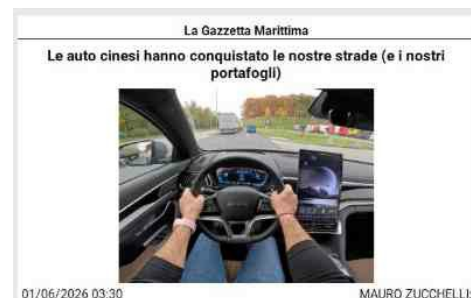 La Gazzetta Marittima
Le auto cinesi hanno conquistato le nostre strade (e i nostri
portafogli)
01/06/2026 03:30
MAURO ZUCCHELLI